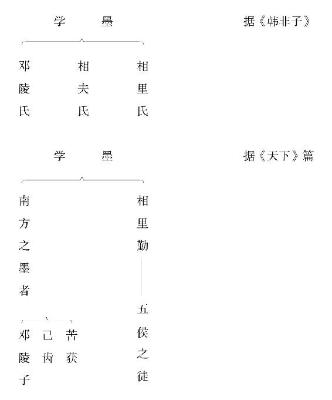 据《韩非子》
墨学
相里氏
相夫氏
邓陵氏
据《天下》篇
墨学
相里勤——五侯之徒
南方之墨者
苦获
己齿
邓陵子